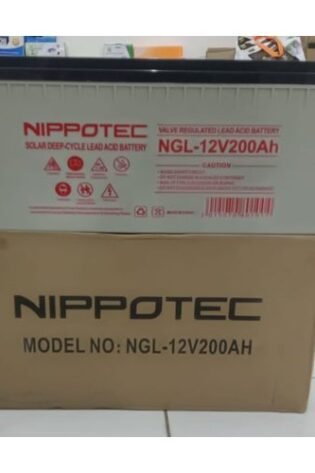 NIPPOTEC
SOLAR DEEP-CYCLE LEAD ACID BATTERY
VALVE REGULATED LEAD ACID BATTERY
NGL-12V200Ah
CAUTION
NIPPOTEC
MODEL NO: NGL-12V200AH